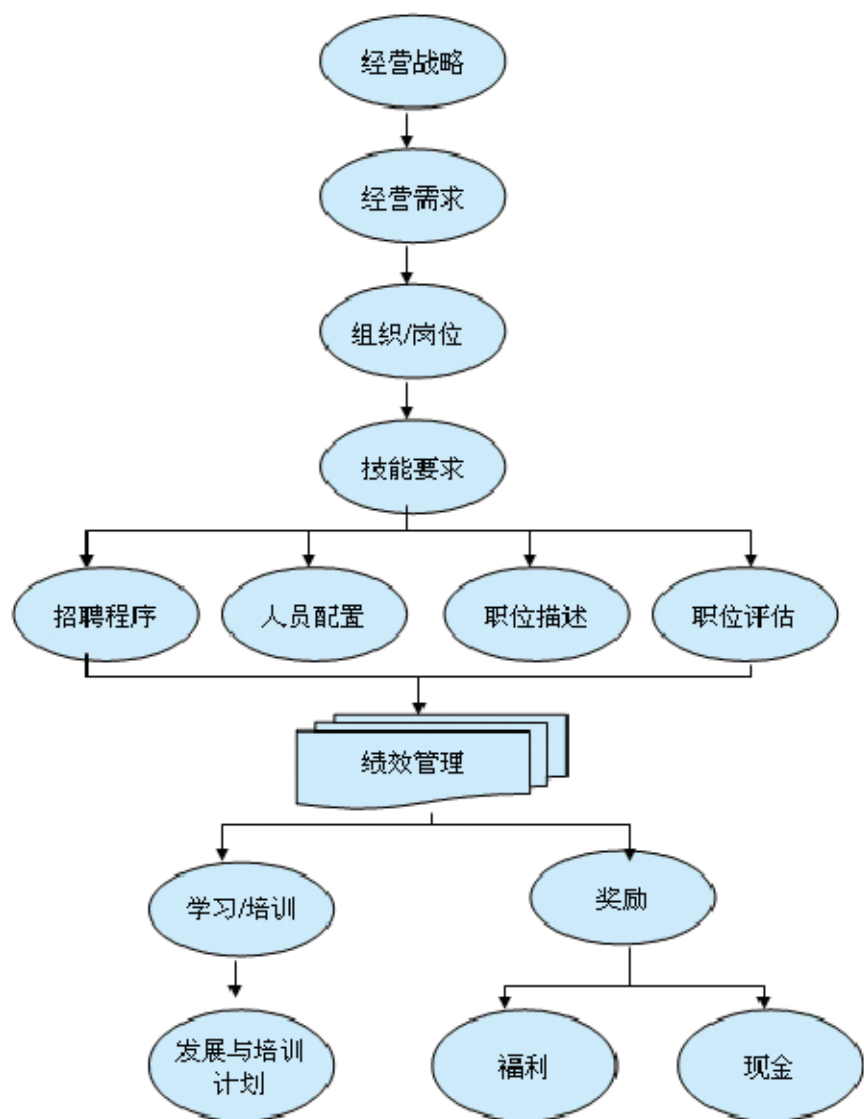 经营战略
经营需求
组织/岗位
技能要求
招聘程序
人员配置
职位描述
职位评估
绩效管理
学习/培训
奖励
发展与培训
计划
福利
现金